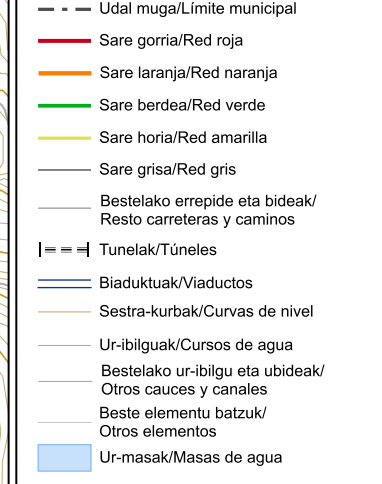 Udal muga/Límite municipal
Sare gorria/Red roja
Sare laranja/Red naranja
Sare berdea/Red verde
Sare horia/Red amarilla
Sare grisa/Red gris
Bestelako errepide eta bideak/
Resto carreteras y caminos
Tunelak/Túneles
Biaduktuak/Viaductos
Sestra-kurbak/Curvas de nivel
Ur-ibilguak/Cursos de agua
Bestelako ur-ibilgu eta ubideak/
Otros cauces y canales
Beste elementu batzuk/
Otros elementos
Ur-masak/Masas de agua